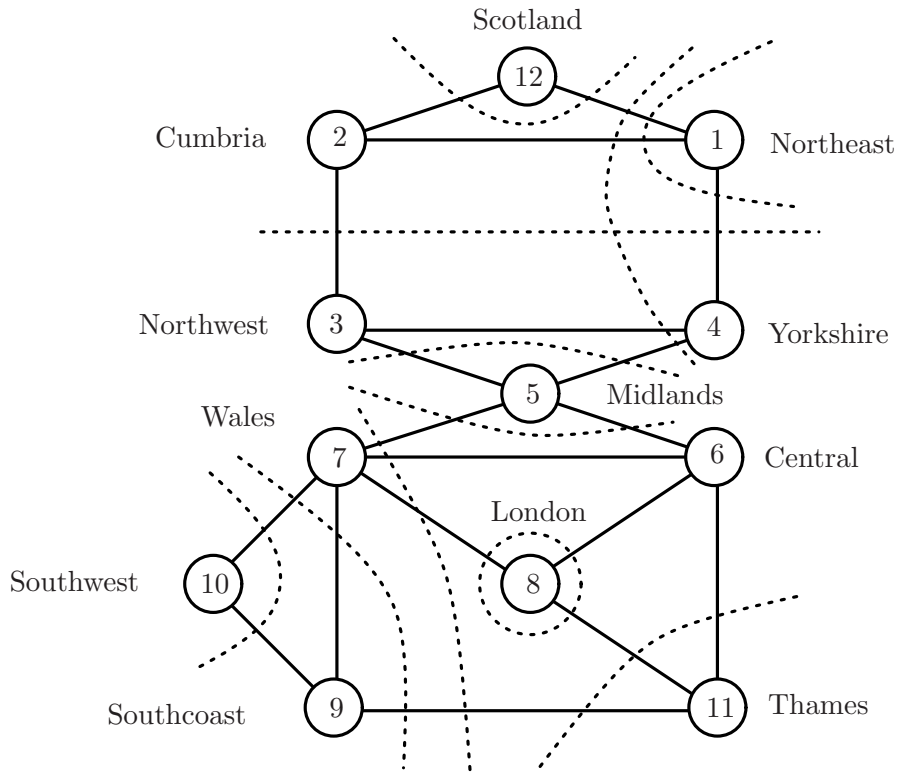 Scotland
12
Cumbria
2
1
Northeast
Northwest
3
4
Yorkshire
5
Midlands
Wales
7
6
Central
London
Southwest
10
8
Southcoast
9
11
Thames